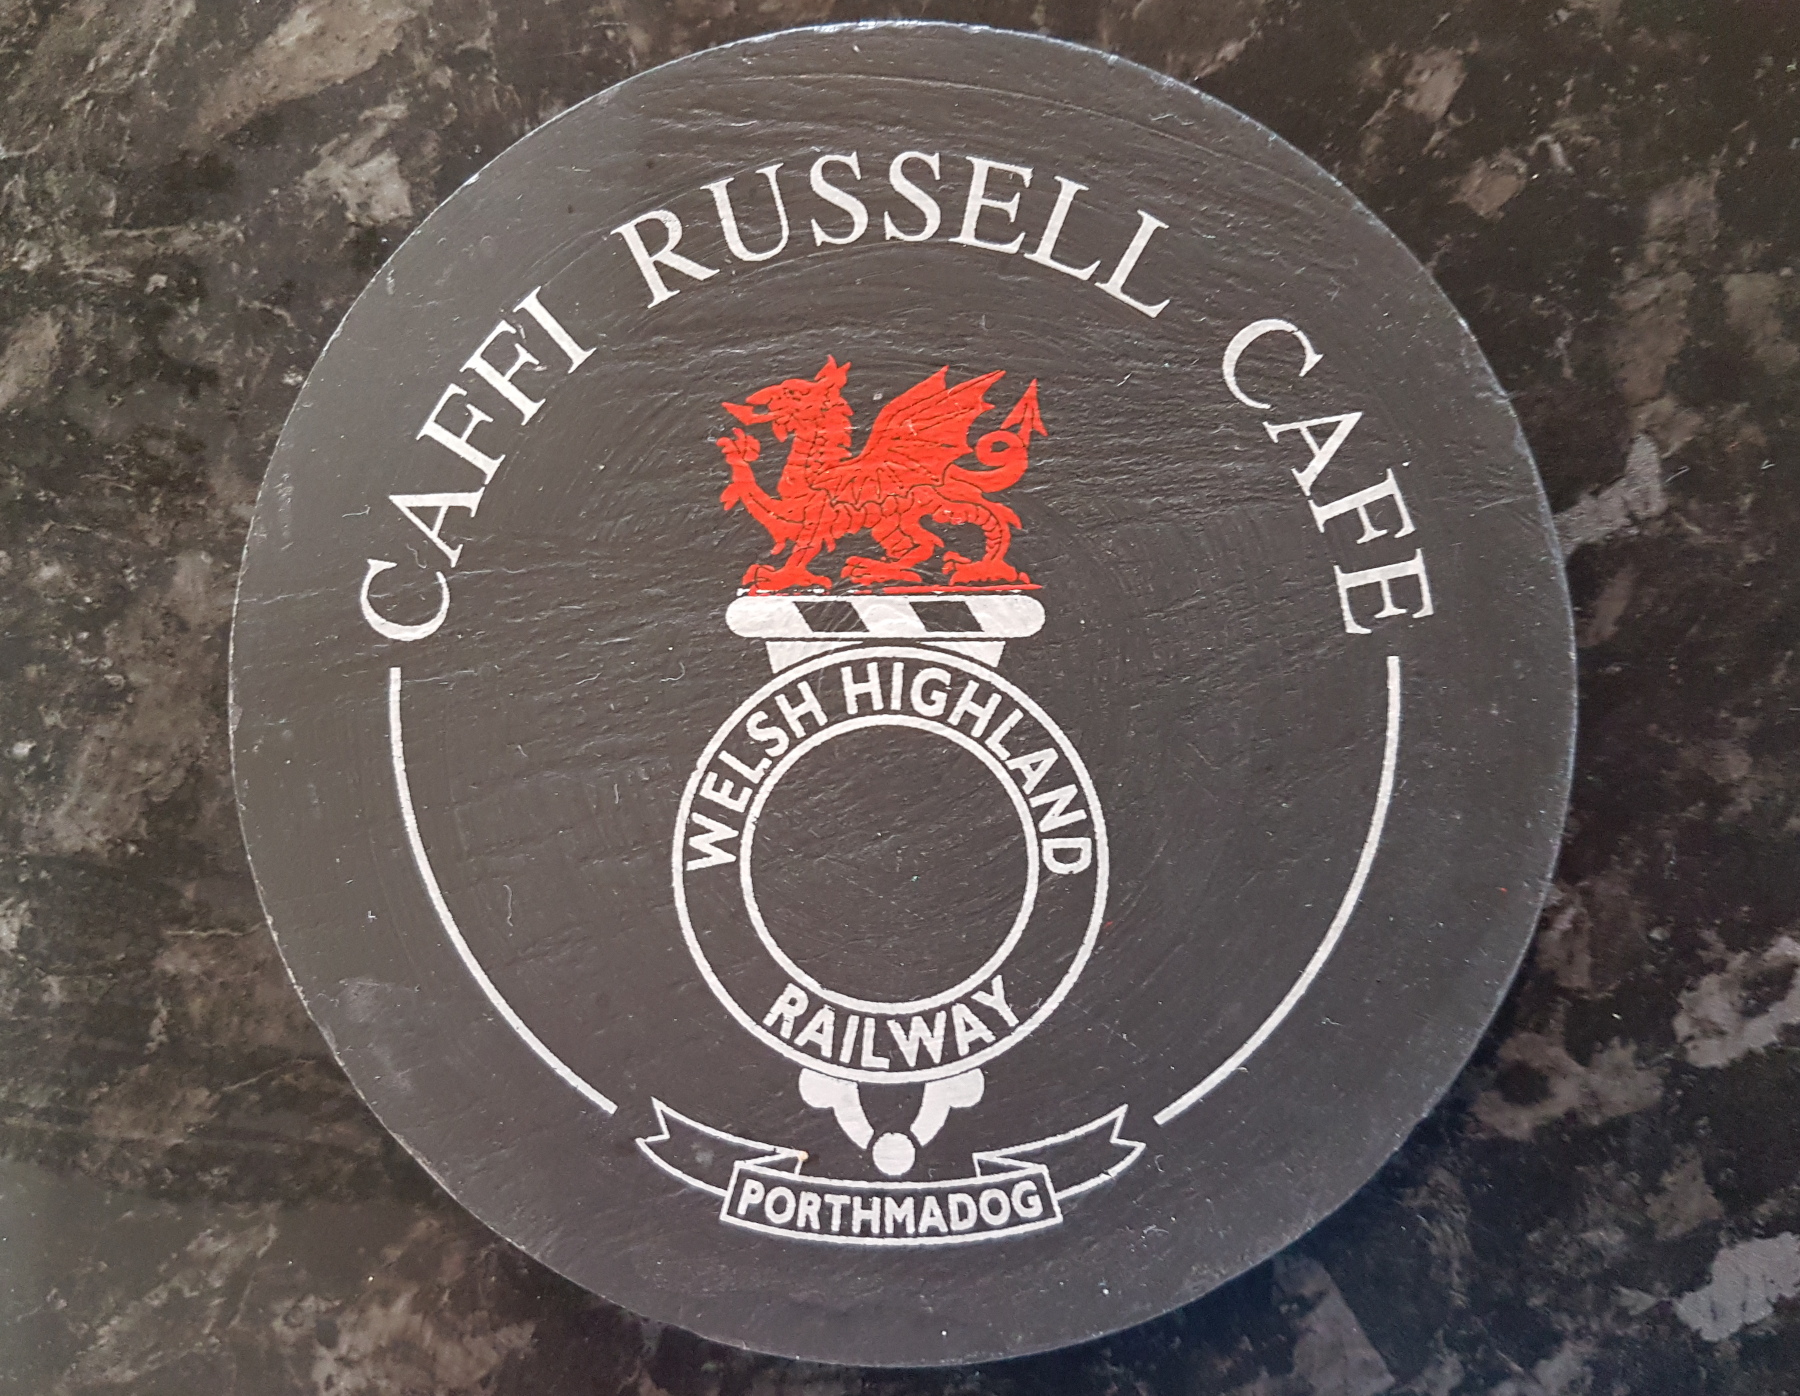 CAFFI RUSSELL CAFE
WELSH HIGHLAND
RAILWAY
PORTHMADOG